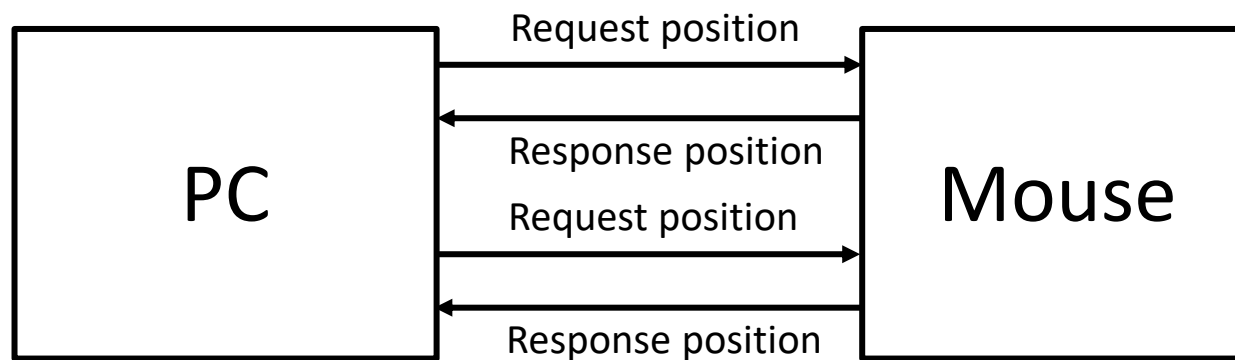 Request position
Response position
PC
Mouse
Request position
Response position